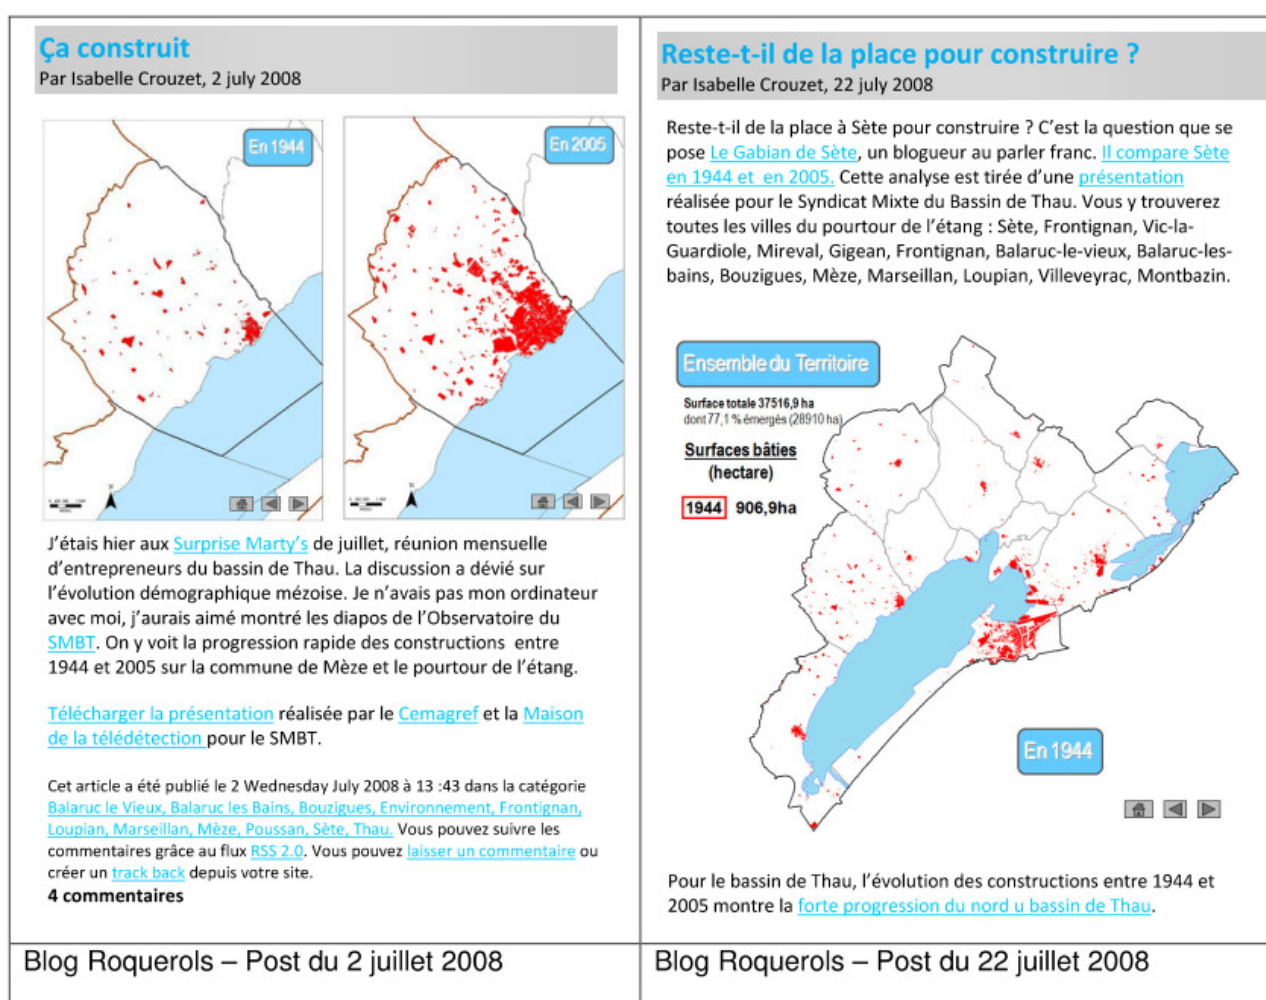 Ça construit
Par Isabelle Crouzet, 2 july 2008
En 1944
En 2005
J’étais hier aux Surprise Marty’s de juillet, réunion mensuelle
d’entrepreneurs du bassin de Thau. La discussion a dévié sur
l’évolution démographique mézoise. Je n’avais pas mon ordinateur
avec moi, j’aurais aimé montré les diapos de l’Observatoire du
SMBT. On y voit la progression rapide des constructions entre
1944 et 2005 sur la commune de Mèze et le pourtour de l’étang.
Télécharger la présentation réalisée par le Cemagref et la Maison
de la télédétection pour le SMBT.
Cet article a été publié le 2 Wednesday July 2008 à 13 :43 dans la catégorie
Balaruc le Vieux, Balaruc les Bains, Bouzigues, Environnement, Frontignan,
Loupian, Marseillan, Mèze, Poussan, Sète, Thau. Vous pouvez suivre les
commentaires grâce au flux RSS 2.0. Vous pouvez laisser un commentaire ou
créer un track back depuis votre site.
4 commentaires
Blog Roquerols – Post du 2 juillet 2008
Reste-t-il de la place pour construire ?
Par Isabelle Crouzet, 22 july 2008
Reste-t-il de la place à Sète pour construire ? C’est la question que se
pose Le Gabian de Sète, un blogueur au parler franc. Il compare Sète
en 1944 et en 2005. Cette analyse est tirée d’une présentation
réalisée pour le Syndicat Mixte du Bassin de Thau. Vous y trouverez
toutes les villes du pourtour de l’étang : Sète, Frontignan, Vic-la-
Guardiole, Mireval, Gigean, Frontignan, Balaruc-le-vieux, Balaruc-les-
bains, Bouzigues, Mèze, Marseillan, Loupian, Villeveyrac, Montbazin.
Ensemble du Territoire
Surface totale 37516,9 ha
dont 77,1 % émergés (28910 ha)
Surfaces bâties
(hectare)
1944 906,9ha
En 1944
Pour le bassin de Thau, l’évolution des constructions entre 1944 et
2005 montre la forte progression du nord u bassin de Thau.
Blog Roquerols – Post du 22 juillet 2008